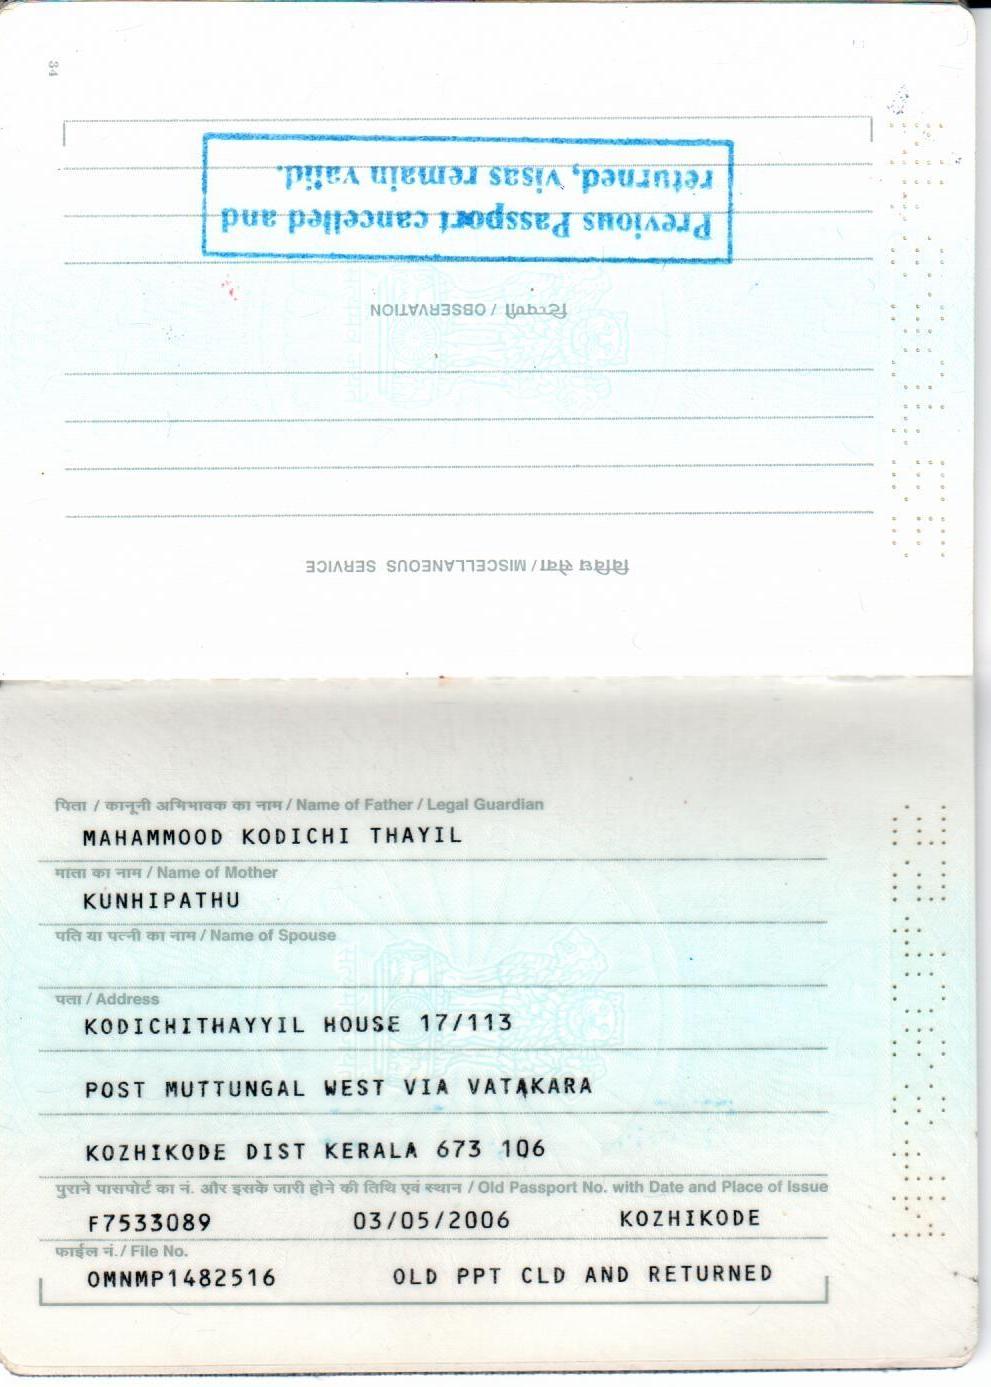 34
Previous Passport cancelled and
returned, visas remain valid.
टिप्पणी / OBSERVATION
विविध सेवा / MISCELLANEOUS SERVICE
पिता / कानूनी अभिभावक का नाम / Name of Father / Legal Guardian
MAHAMMOOD KODICHI THAYIL
माता का नाम / Name of Mother
KUNHIPATHU
पति या पत्नी का नाम / Name of Spouse
पता / Address
KODICHITHAYYIL HOUSE 17/113
POST MUTTUNGAL WEST VIA VATAKARA
KOZHIKODE DIST KERALA 673 106
पुराने पासपोर्ट का नं. और इसके जारी होने की तिथि एवं स्थान / Old Passport No. with Date and Place of Issue
F7533089 03/05/2006 KOZHIKODE
फाईल नं./ File No.
OMNMP1482516 OLD PPT CLD AND RETURNED